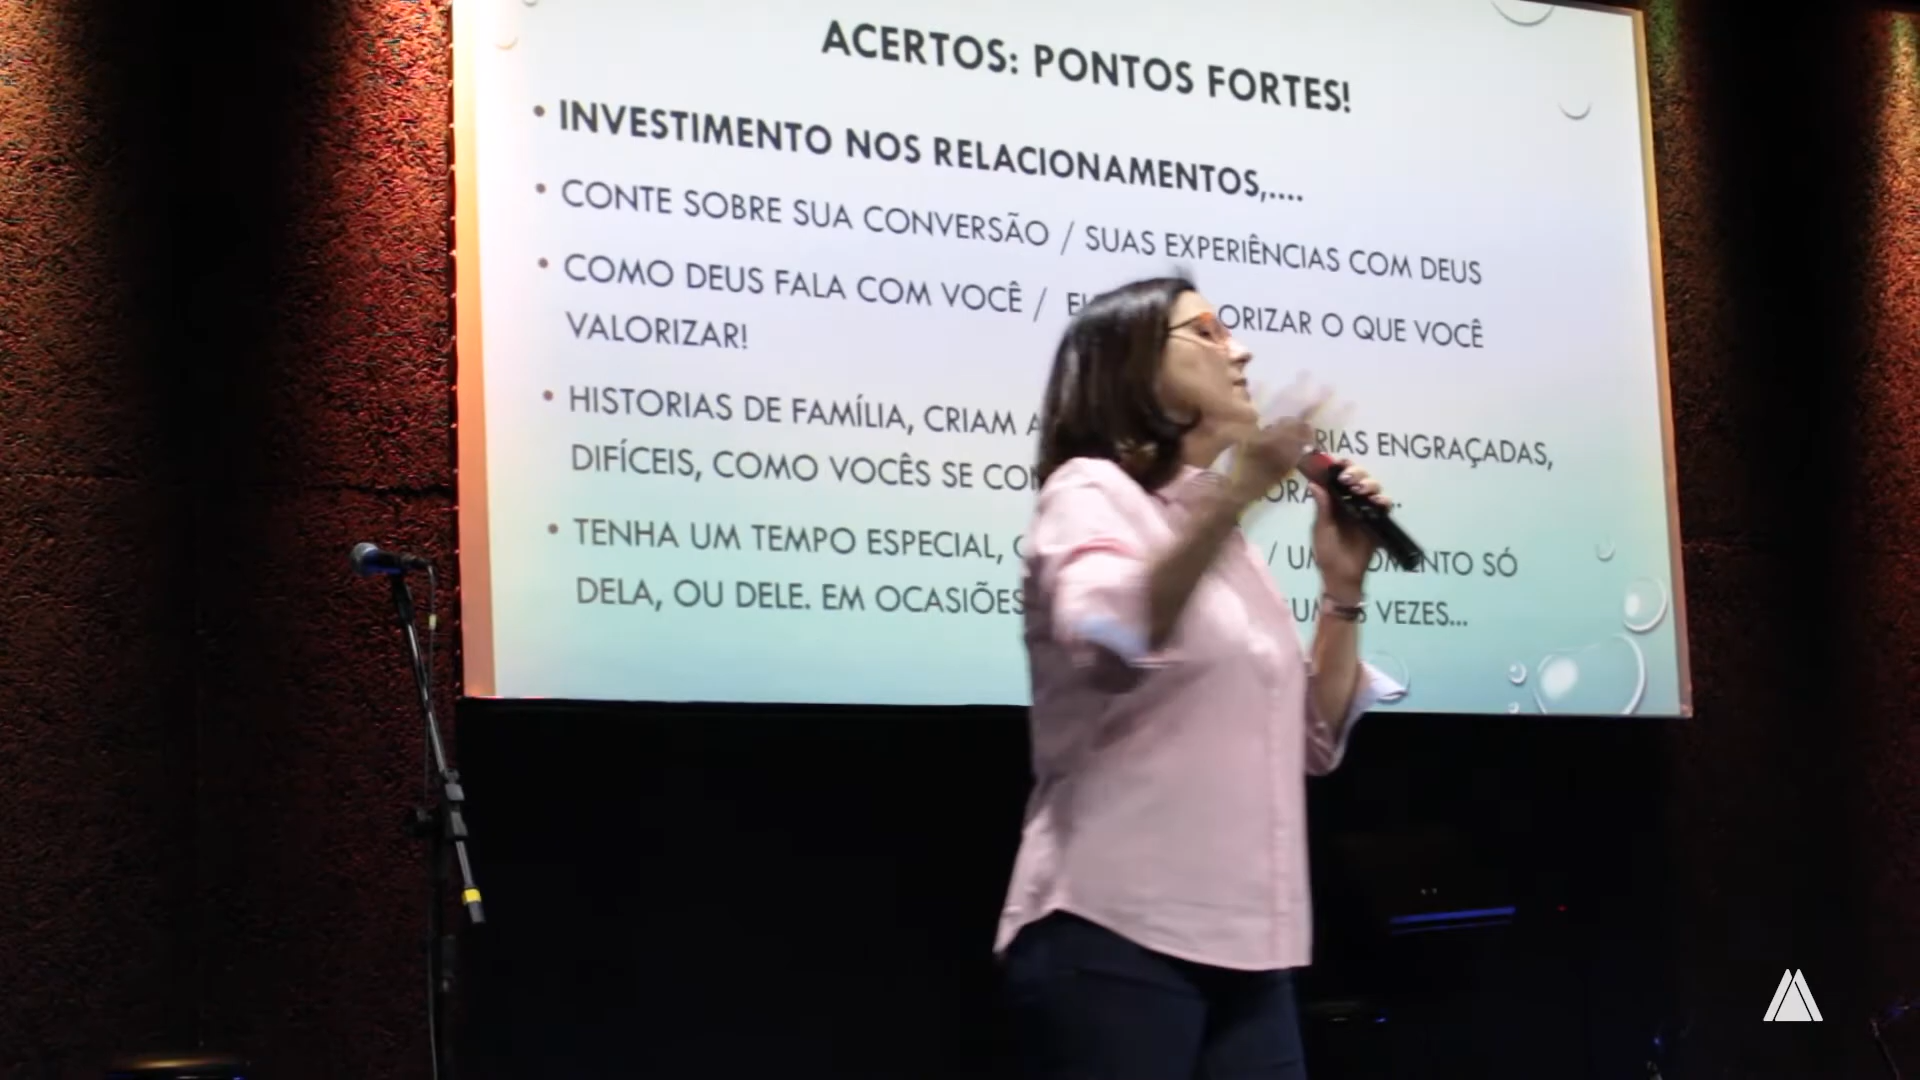 ACERTOS: PONTOS FORTES!
• INVESTIMENTO NOS RELACIONAMENTOS,....
• CONTE SOBRE SUA CONVERSÃO / SUAS EXPERIÊNCIAS COM DEUS
• COMO DEUS FALA COM VOCÊ / O QUE VOCÊ
VALORIZAR!
• HISTORIAS DE FAMÍLIA, CRIAM ENGRAÇADAS,
DIFÍCEIS, COMO VOCÊS SE
• TENHA UM TEMPO ESPECIAL, / SÓ
DELA, OU DELE. EM OCASIÕES VEZES...